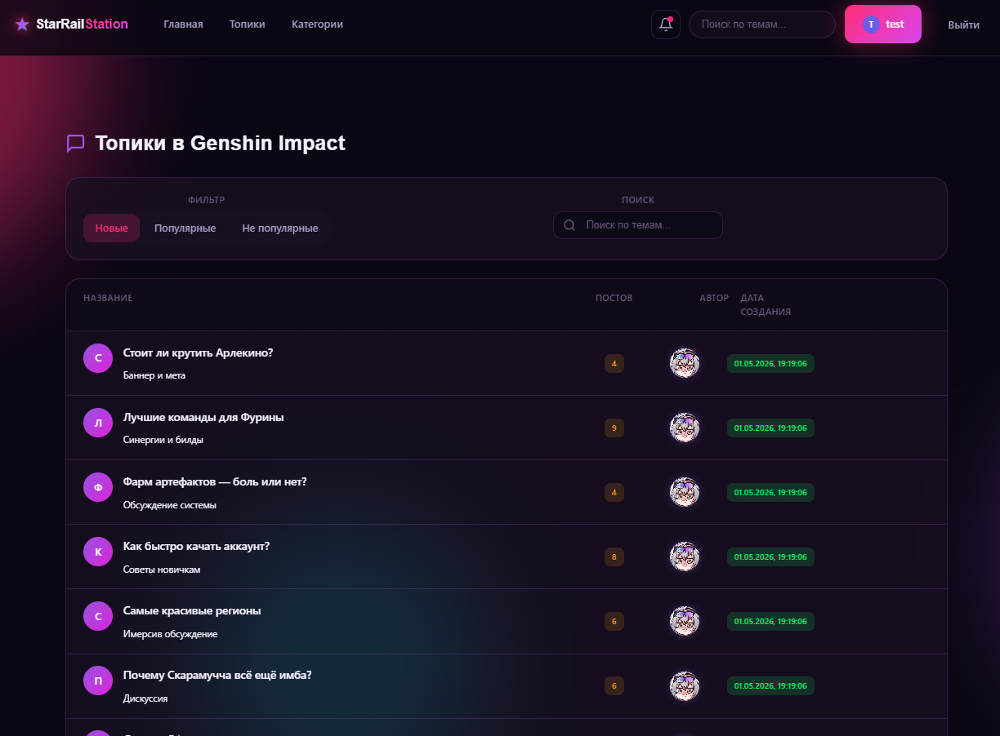 StarRailStation
Главная
Топики
Категории
Поиск по темам...
T
test
Выйти
Топики в Genshin Impact
ФИЛЬТР
ПОИСК
Новые
Популярные
Не популярные
Поиск по темам...
НАЗВАНИЕ
ПОСТОВ
АВТОР
ДАТА
СОЗДАНИЯ
С
Стоит ли крутить Арлекино?
Баннер и мета
4
01.05.2026, 19:19:06
Л
Лучшие команды для Фурины
Синергии и билды
9
01.05.2026, 19:19:06
Ф
Фарм артефактов — боль или нет?
Обсуждение системы
4
01.05.2026, 19:19:06
К
Как быстро качать аккаунт?
Советы новичкам
8
01.05.2026, 19:19:06
С
Самые красивые регионы
Имерсив обсуждение
6
01.05.2026, 19:19:06
П
Почему Скарамучча всё ещё имба?
Дискуссия
6
01.05.2026, 19:19:06